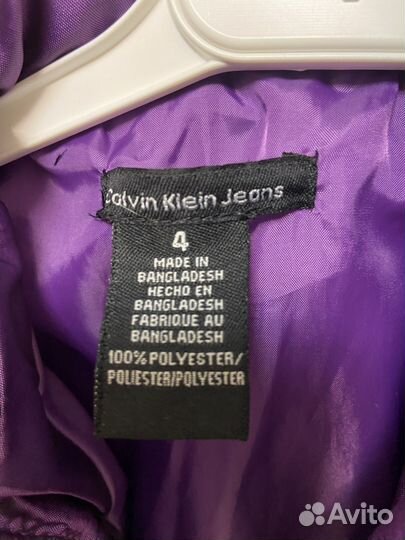 Calvin Klein Jeans
4
MADE IN
BANGLADESH
HECHO EN
BANGLADESH
FABRIQUE AU
BANGLADESH
100% POLYESTER/
POLIESTER/POLYESTER
Avito